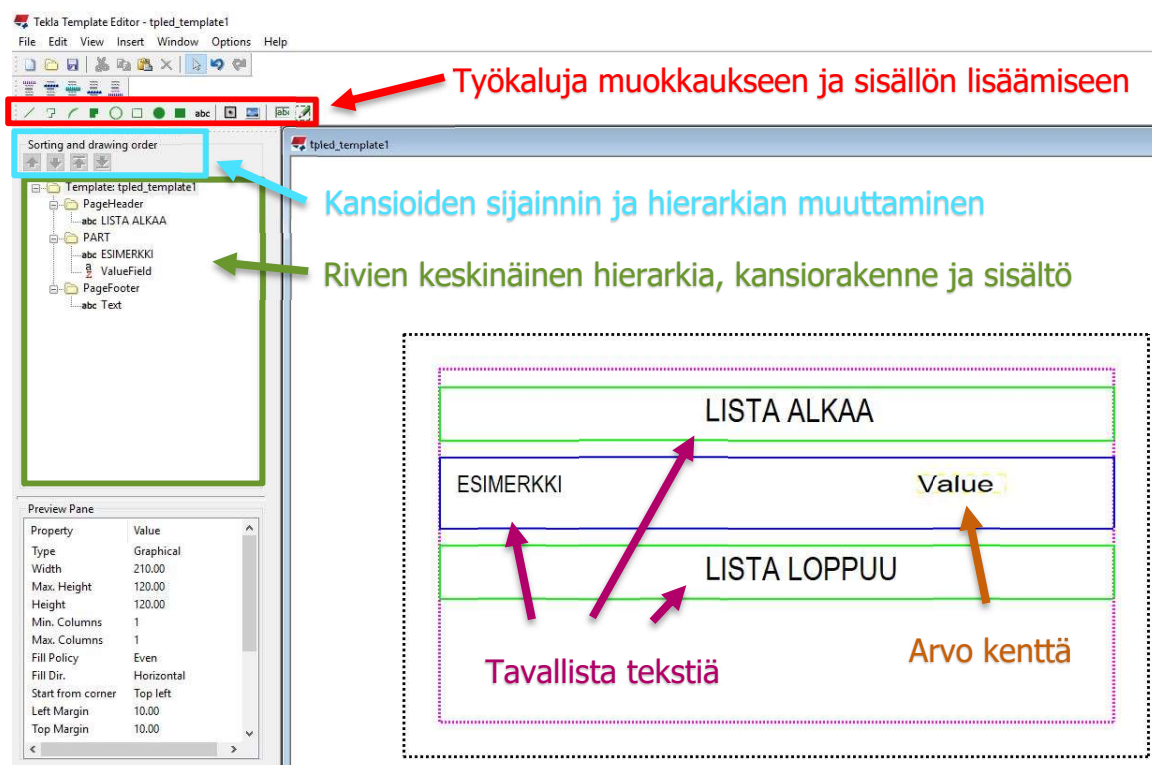 Tekla Template Editor - tpled_template1
File Edit View Insert Window Options Help
Työkaluja muokkaukseen ja sisällön lisäämiseen
abc
abc
Sorting and drawing order
tpled_template1
Template: tpled_template1
PageHeader
abc LISTA ALKAA
PART
abc ESIMERKKI
ValueField
PageFooter
abc Text
Kansioiden sijainnin ja hierarkian muuttaminen
Rivien keskinäinen hierarkia, kansiorakenne ja sisältö
LISTA ALKAA
ESIMERKKI
Value
LISTA LOPPUU
Tavallista tekstiä
Arvo kenttä
Preview Pane
Property Value
Type Graphical
Width 210.00
Max. Height 120.00
Height 120.00
Min. Columns 1
Max. Columns 1
Fill Policy Even
Fill Dir. Horizontal
Start from corner Top left
Left Margin 10.00
Top Margin 10.00